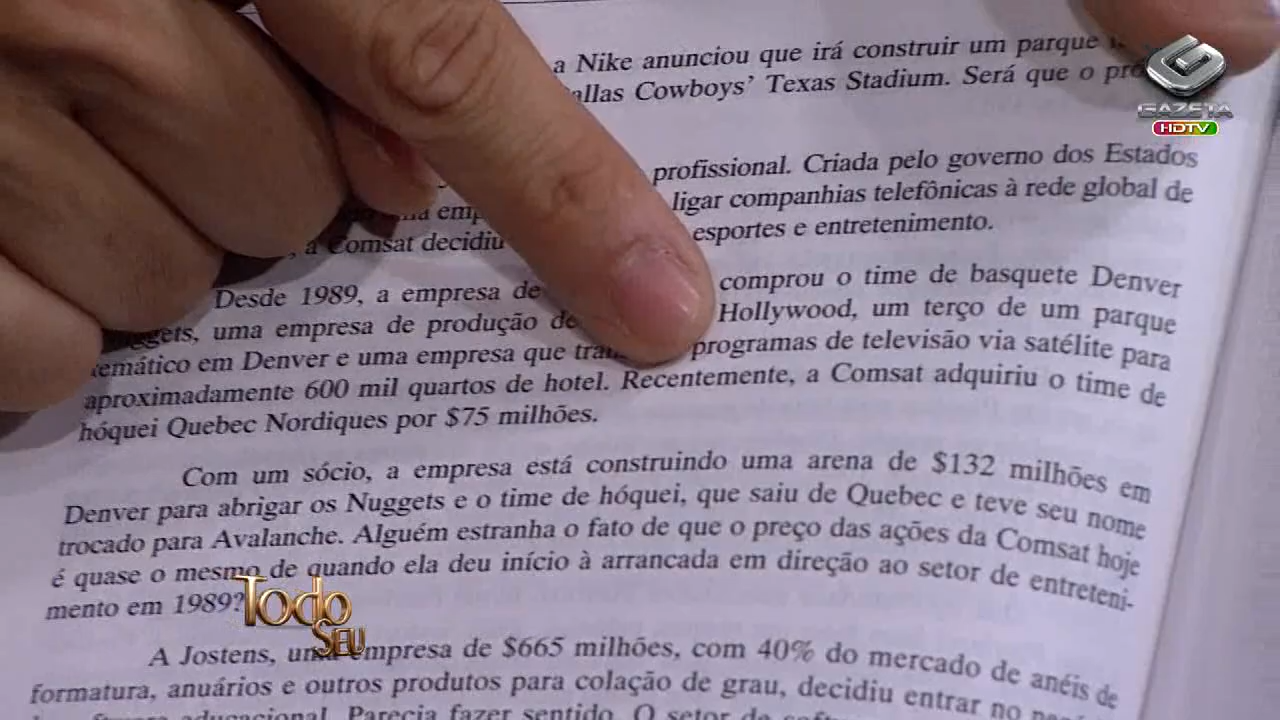 a Nike anunciou que irá construir um parque
allas Cowboys’ Texas Stadium. Será que o
GAZETA
HDTV
profissional. Criada pelo governo dos Estados
ligar companhias telefônicas à rede global de
a Comsat decidiu esportes e entretenimento.
Desde 1989, a empresa de comprou o time de basquete Denver
uma empresa de produção de Hollywood, um terço de um parque
temático em Denver e uma empresa que programas de televisão via satélite para
aproximadamente 600 mil quartos de hotel. Recentemente, a Comsat adquiriu o time de
hóquei Quebec Nordiques por $75 milhões.
Com um sócio, a empresa está construindo uma arena de $132 milhões em
Denver para abrigar os Nuggets e o time de hóquei, que saiu de Quebec e teve seu nome
trocado para Avalanche. Alguém estranha o fato de que o preço das ações da Comsat hoje
é quase o mesmo de quando ela deu início à arrancada em direção ao setor de entreteni-
mento em 1989?
Todo
Seu
A Jostens, uma empresa de $665 milhões, com 40% do mercado de anéis de
formatura, anuários e outros produtos para colação de grau, decidiu entrar no
educacional. Parecia fazer sentido. O setor de